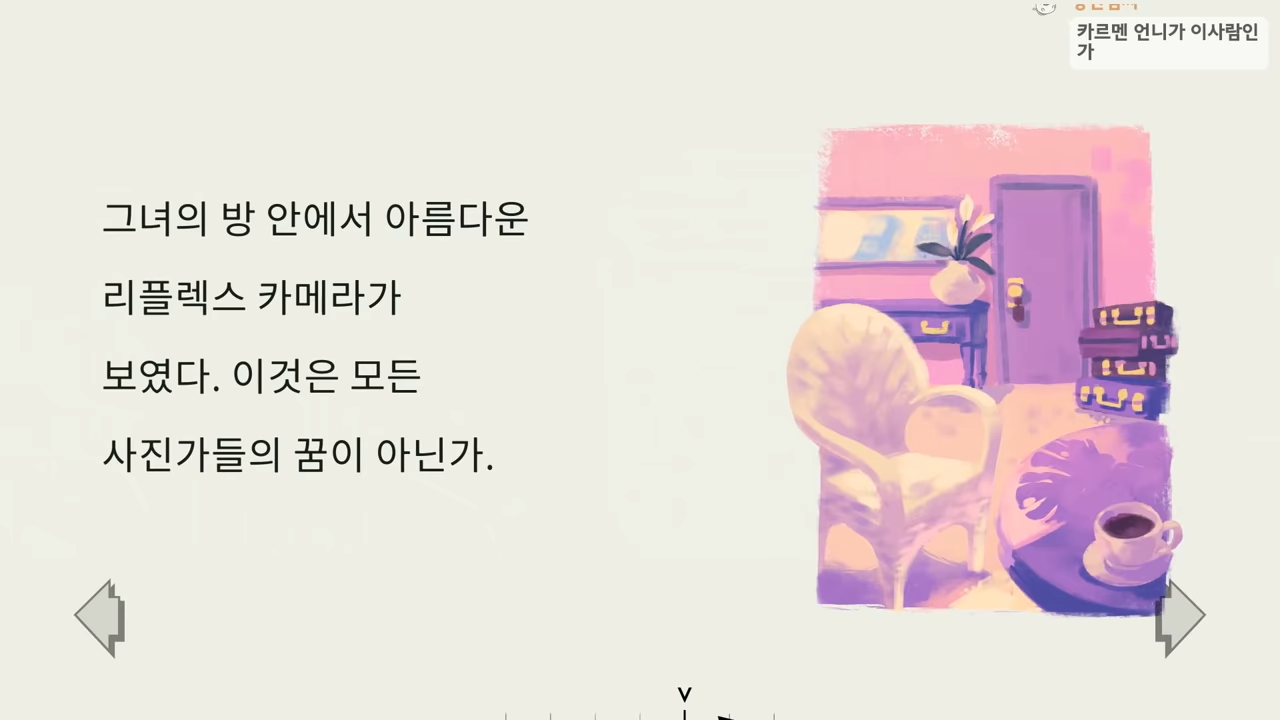 카르멘 언니가 이사람인
가
그녀의 방 안에서 아름다운
리플렉스 카메라가
보였다. 이것은 모든
사진가들의 꿈이 아닌가.